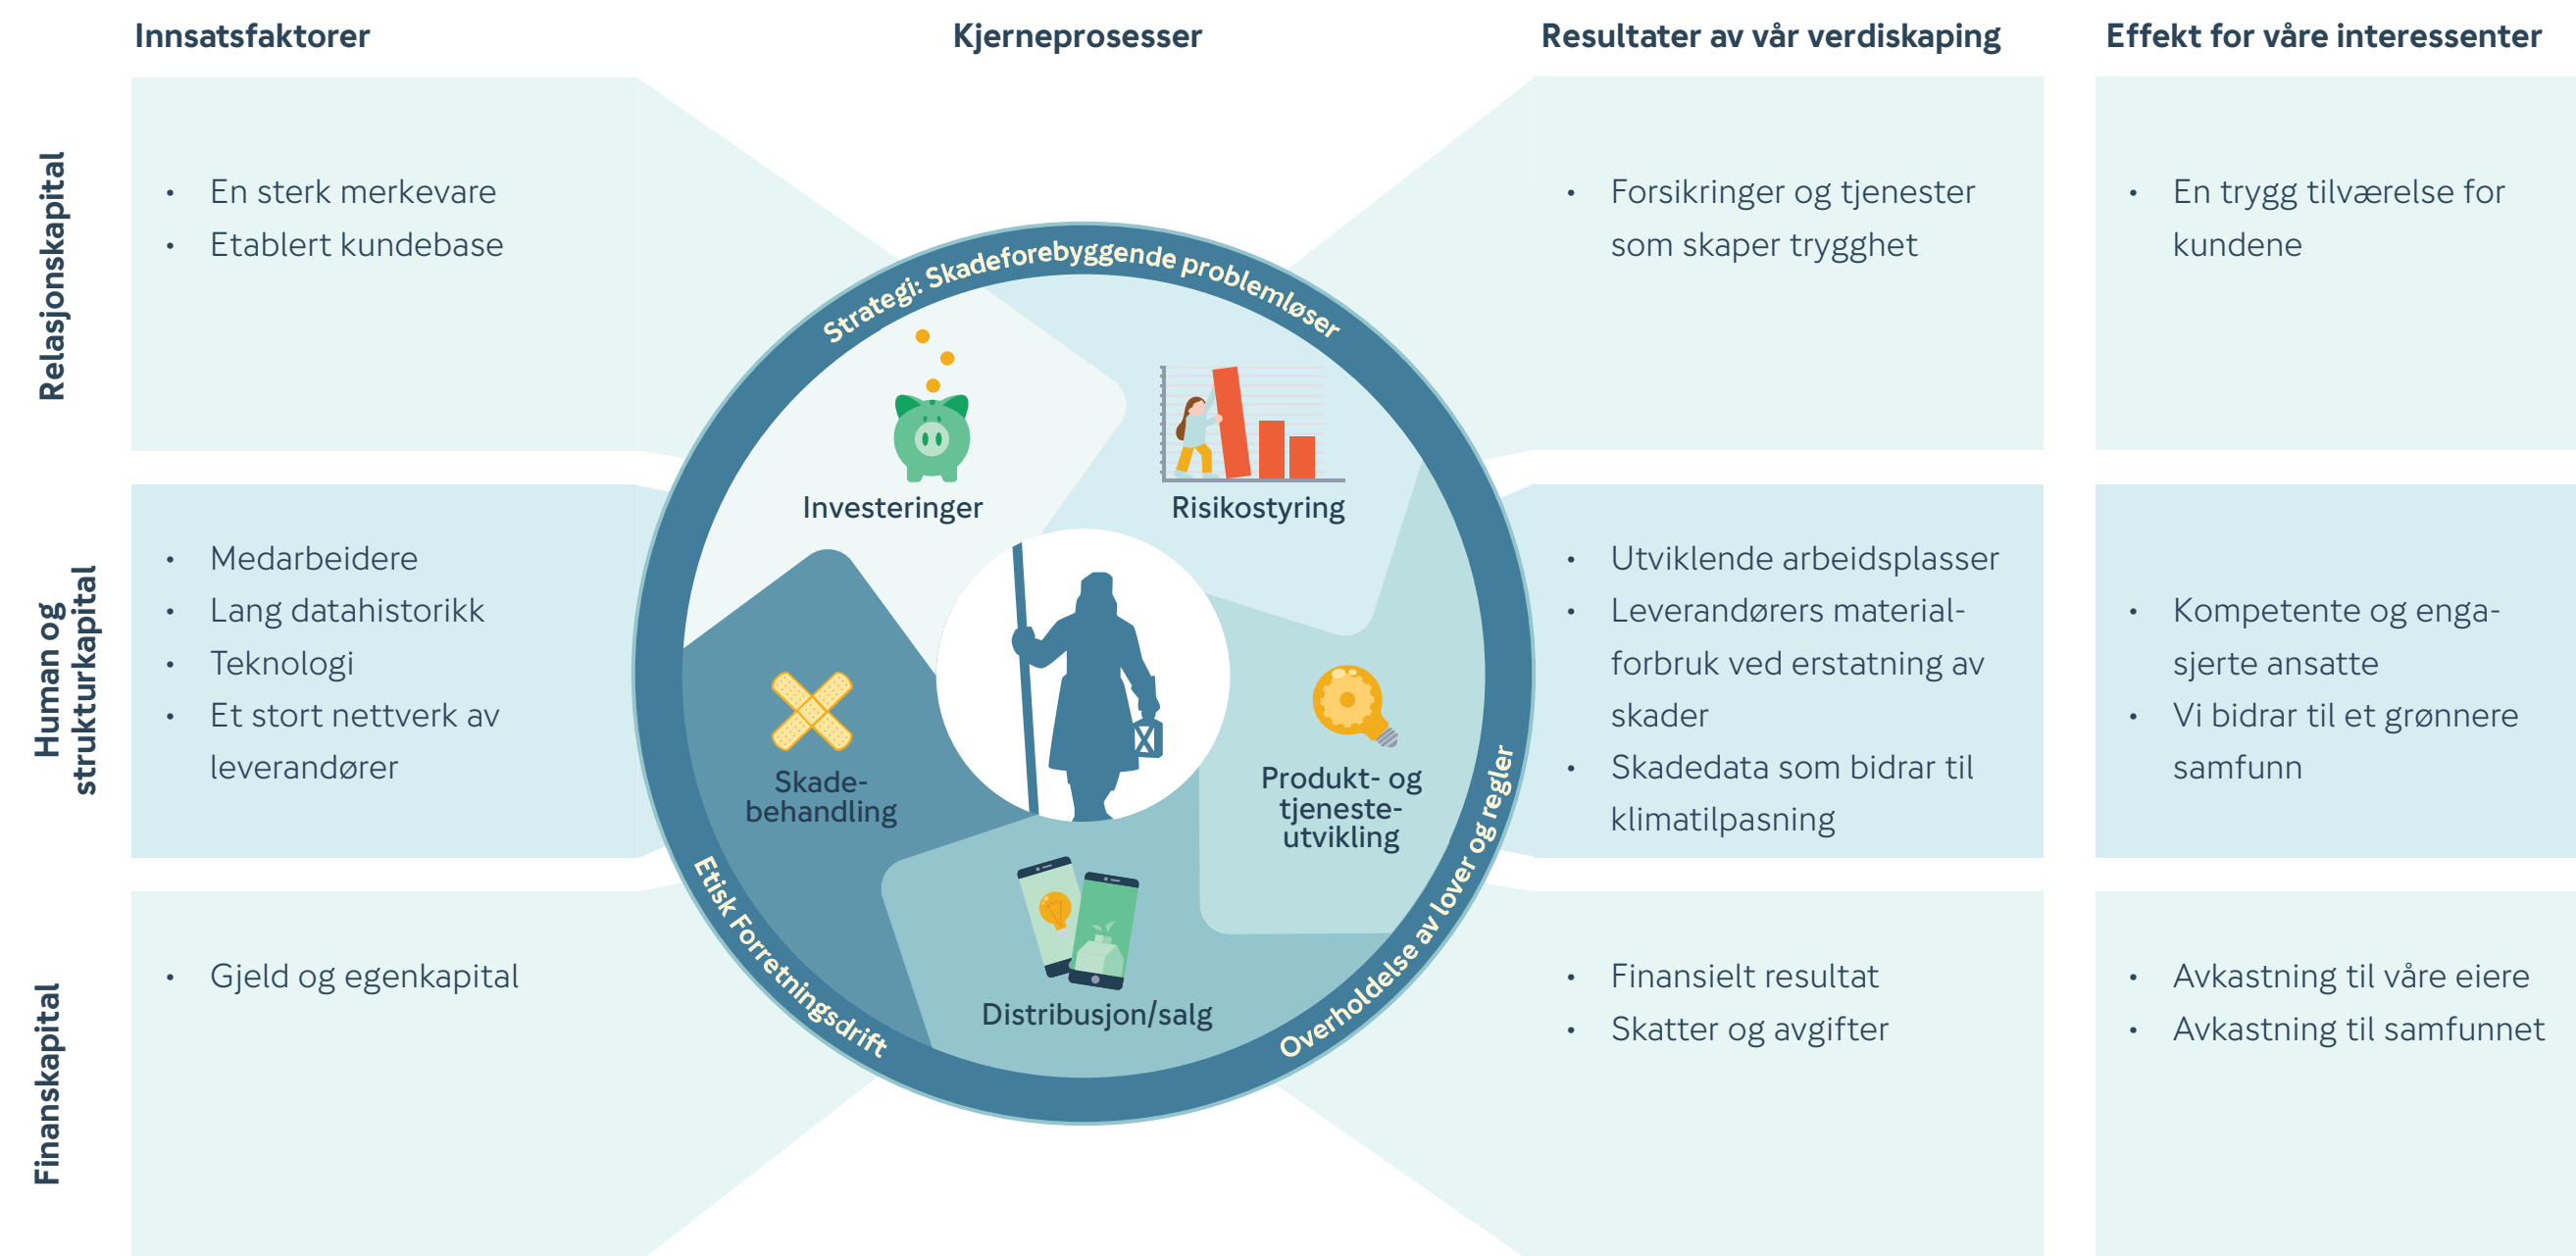 Innsatsfaktorer
Kjerneprosesser
Resultater av vår verdiskaping
Effekt for våre interessenter
Relasjonskapital
• En sterk merkevare
• Etablert kundebase
• Forsikringer og tjenester
som skaper trygghet
• En trygg tilværelse for
kundene
Human og
strukturkapital
• Medarbeidere
• Lang datahistorikk
• Teknologi
• Et stort nettverk av
leverandører
Strategi: Skadeforebyggende problemløser
Investeringer
Risikostyring
Skade-
behandling
Produkt- og
tjeneste-
utvikling
Distribusjon/salg
Etisk Forretningsdrift
Overholdelse av lover og regler
• Utviklende arbeidsplasser
• Leverandørers material-
forbruk ved erstatning av
skader
• Skadedata som bidrar til
klimatilpasning
• Kompetente og enga-
sjerte ansatte
• Vi bidrar til et grønnere
samfunn
Finanskapital
• Gjeld og egenkapital
• Finansielt resultat
• Skatter og avgifter
• Avkastning til våre eiere
• Avkastning til samfunnet